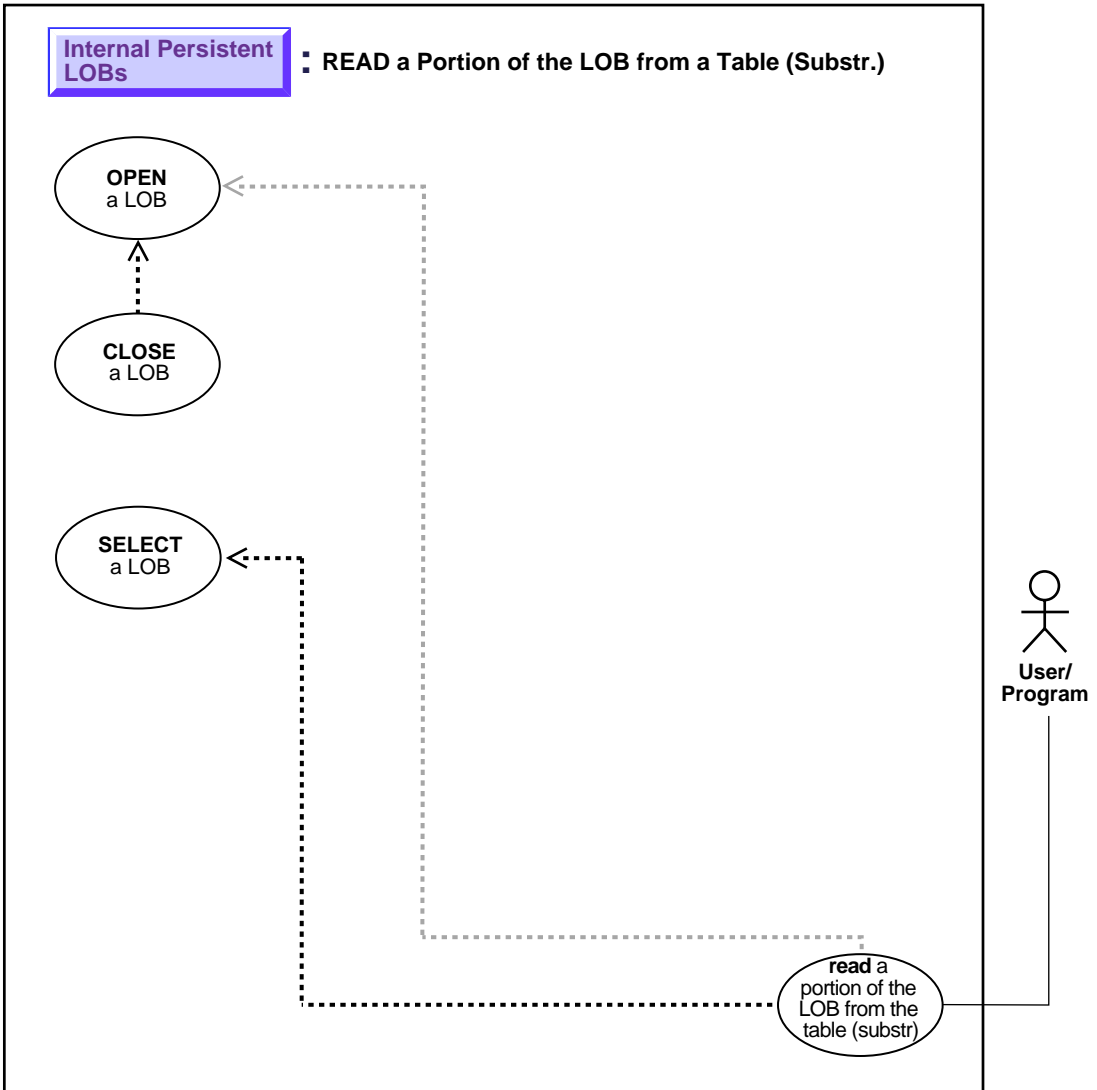 Internal Persistent
LOBs
: READ a Portion of the LOB from a Table (Substr.)
OPEN
a LOB
CLOSE
a LOB
SELECT
a LOB
User/
Program
read a
portion of the
LOB from the
table (substr)